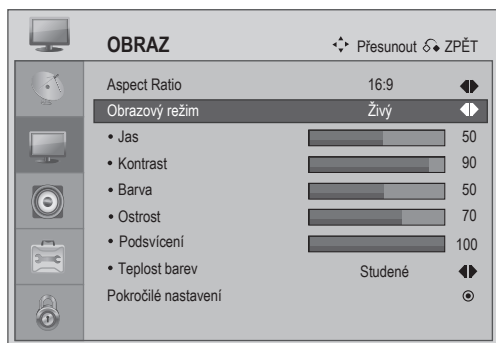 OBRAZ Přesunout ZPĚT
Aspect Ratio 16:9
Obrazový režim Živý
• Jas 50
• Kontrast 90
• Barva 50
• Ostrost 70
• Podsvícení 100
• Teplost barev Studené
Pokročilé nastavení